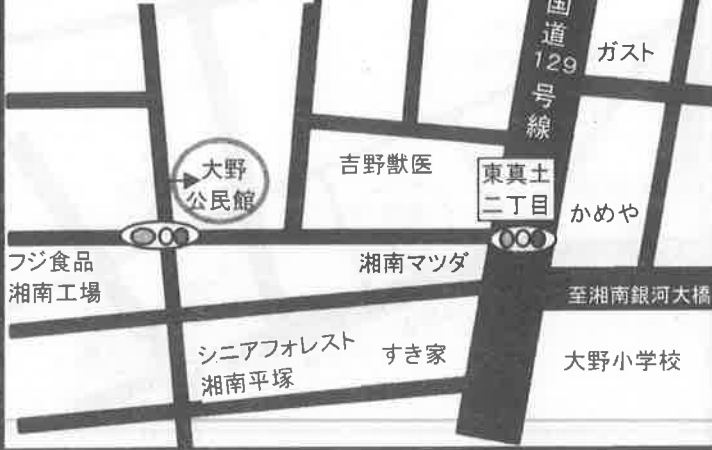 国道129号線
ガスト
大野
公民館
吉野獣医
東真土
二丁目
かめや
フジ食品
湘南工場
湘南マツダ
至湘南銀河大橋
シニアフォレスト
湘南平塚
すき家
大野小学校